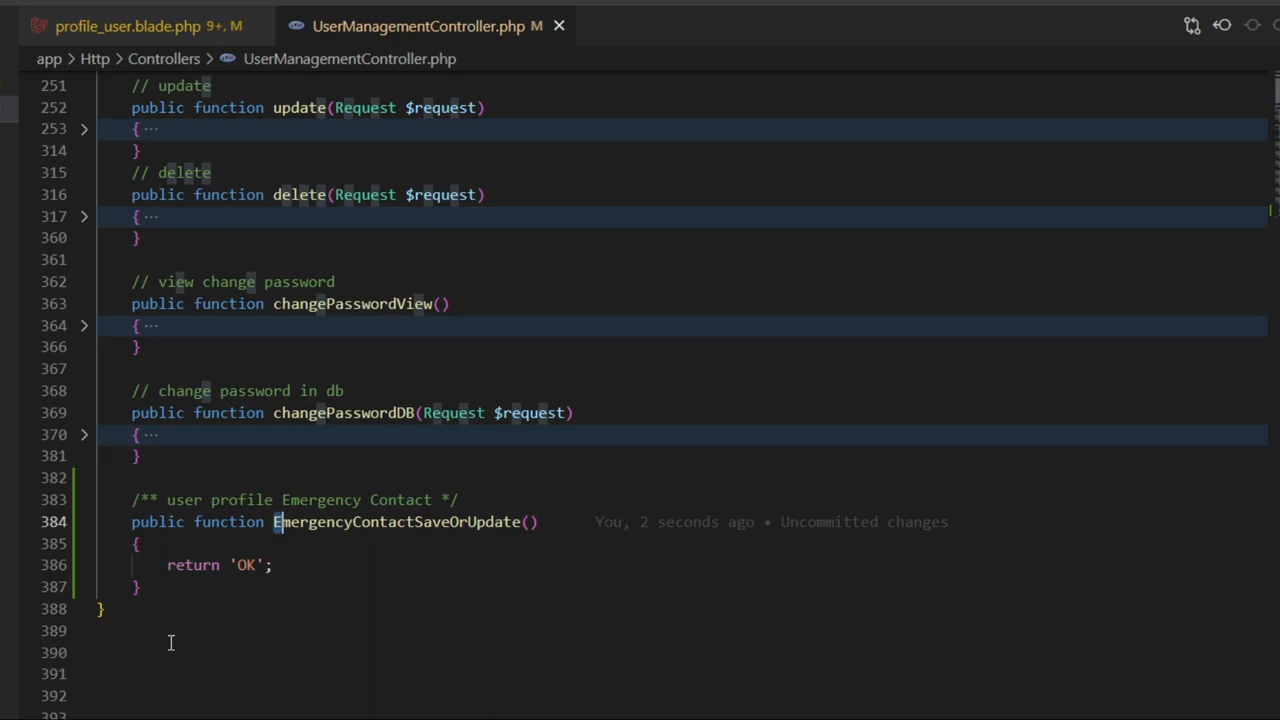 profile_user.blade.php 9+, M
UserManagementController.php M
app > Http > Controllers > UserManagementController.php
251 // update
252 public function update(Request $request)
253 { ...
314 }
315 // delete
316 public function delete(Request $request)
317 { ...
360 }
361
362 // view change password
363 public function changePasswordView()
364 { ...
366 }
367
368 // change password in db
369 public function changePasswordDB(Request $request)
370 { ...
381 }
382
383 /** user profile Emergency Contact */
384 public function EmergencyContactSaveOrUpdate() You, 2 seconds ago • Uncommitted changes
385 {
386 return 'OK';
387 }
388 }
389
390
391
392
393